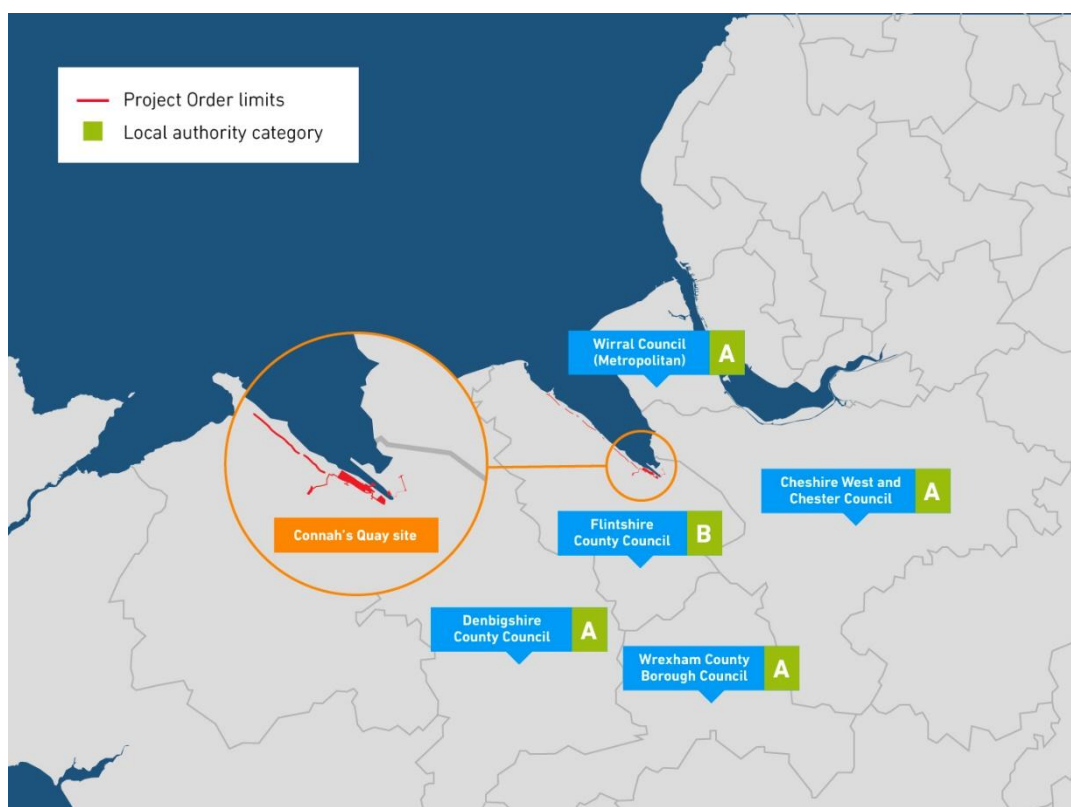 Project Order limits
Local authority category
Wirral Council
(Metropolitan)
A
Cheshire West and
Chester Council
A
Connah's Quay site
Flintshire
County Council
B
Denbigshire
County Council
A
Wrexham County
Borough Council
A